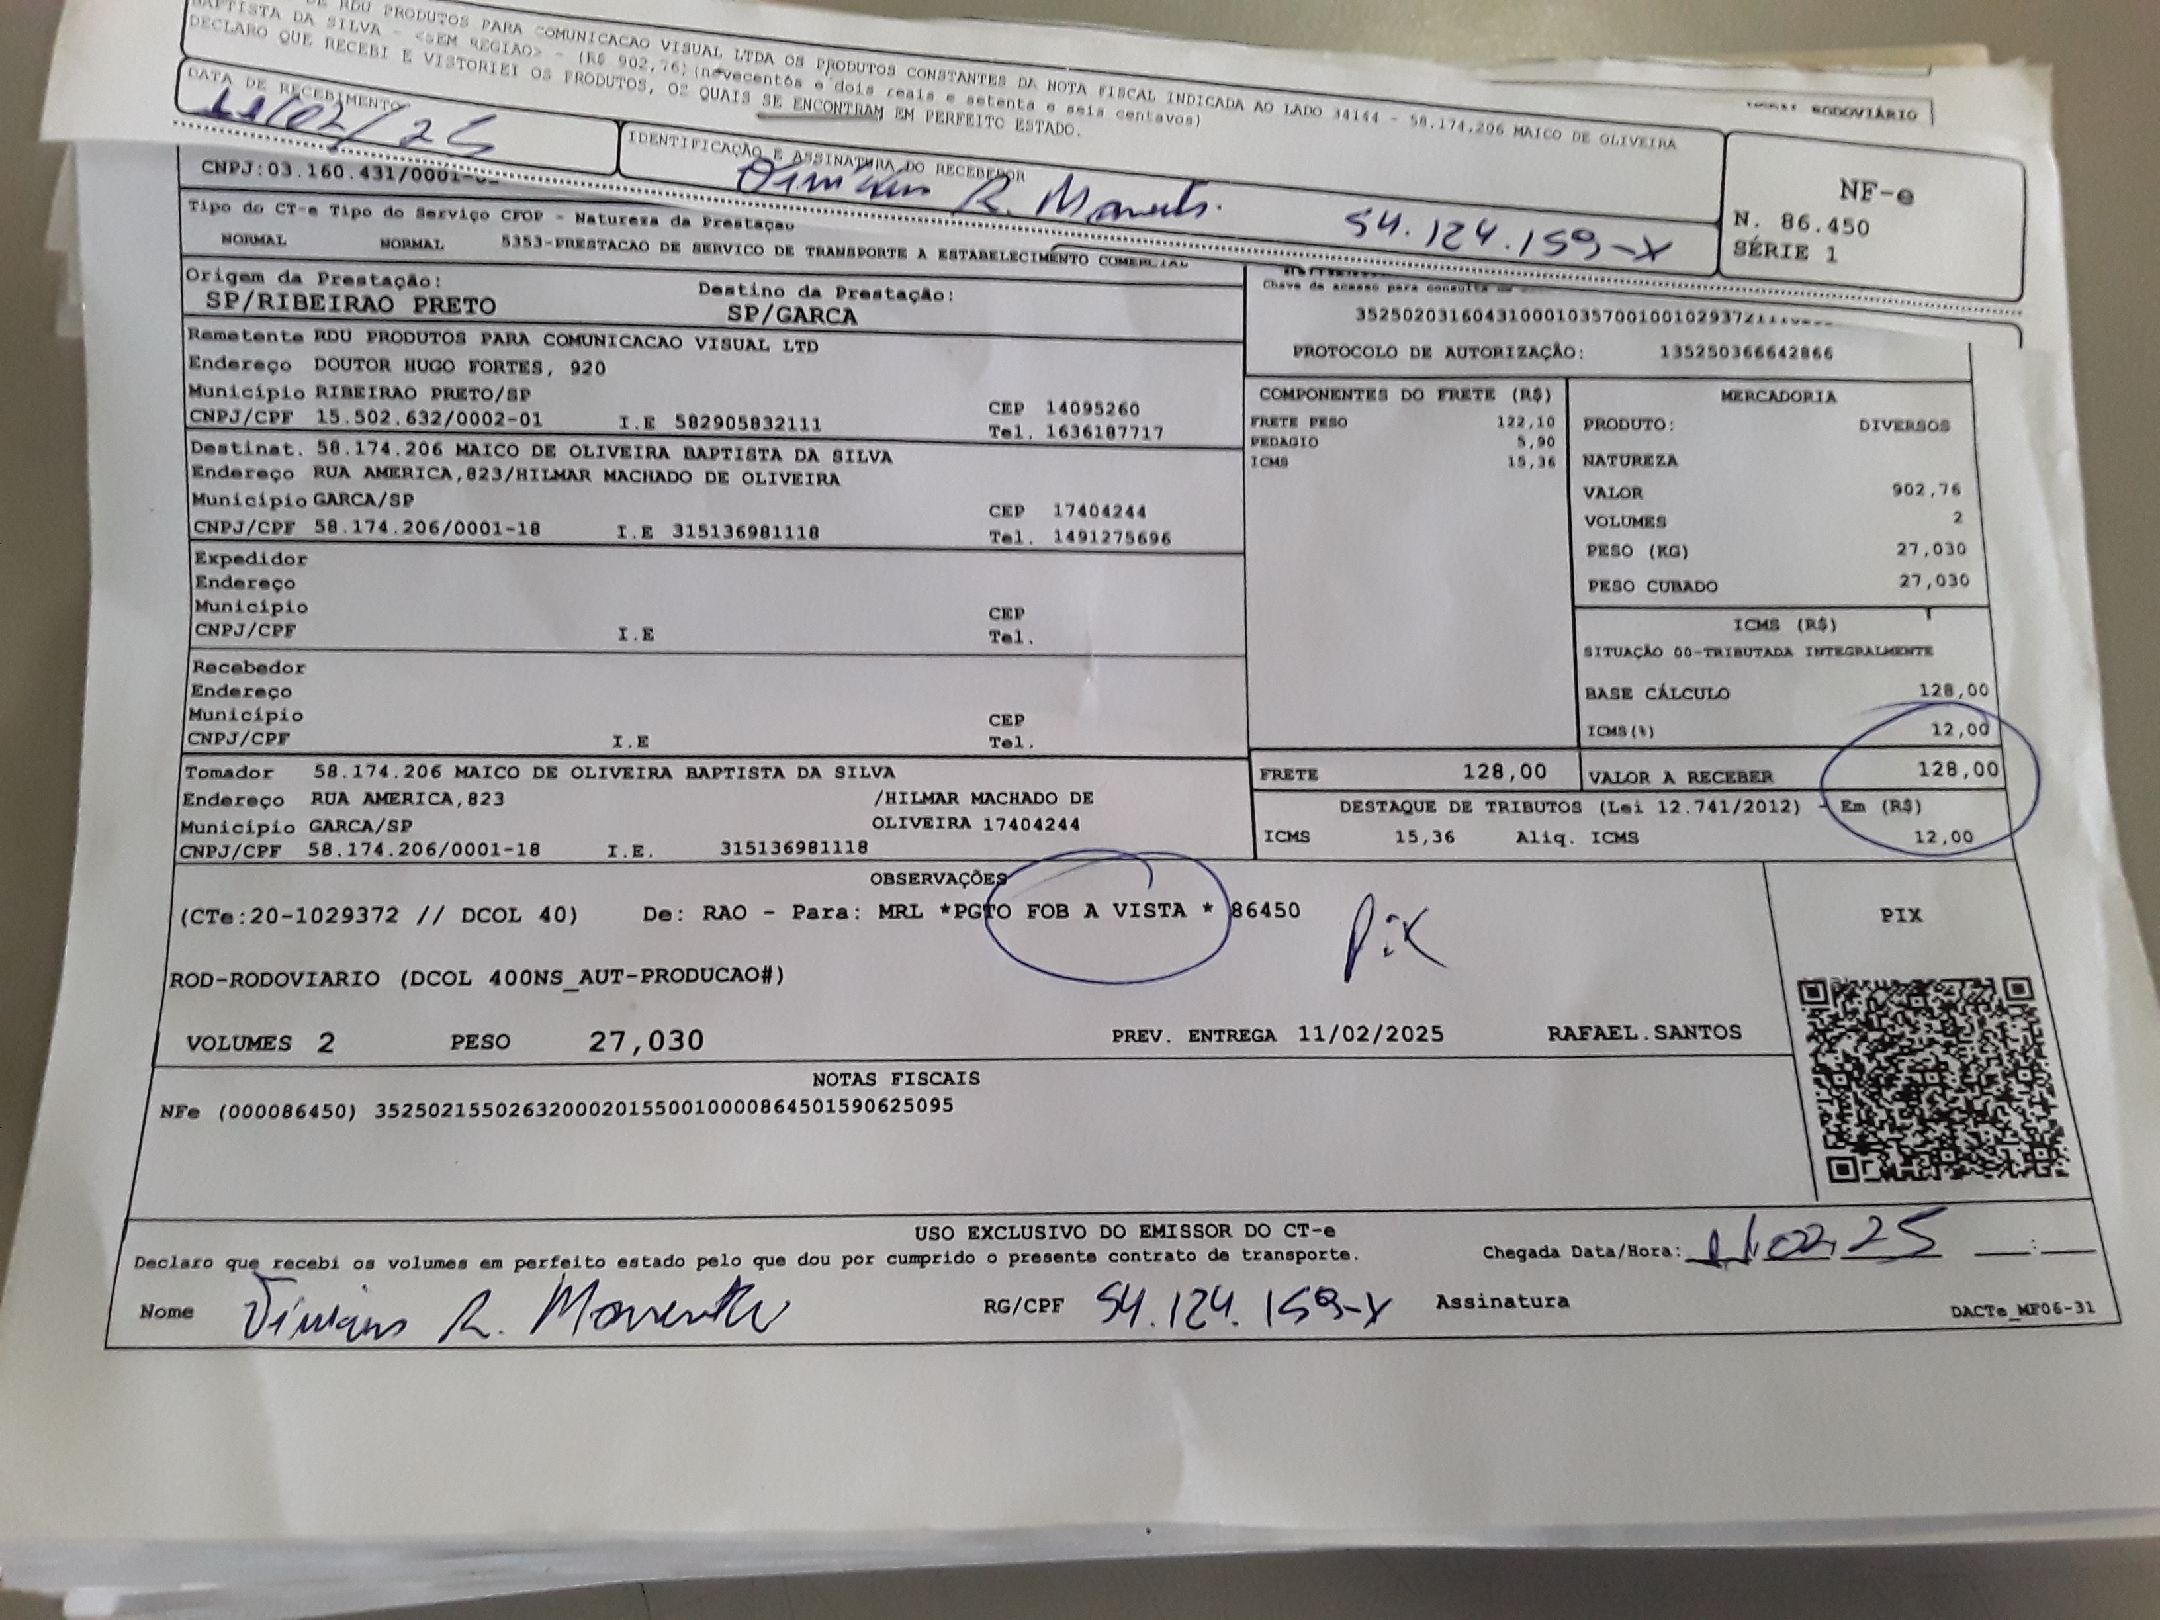 DE RDU PRODUTOS PARA COMUNICACAO VISUAL LTDA OS PRODUTOS CONSTANTES DA NOTA FISCAL INDICADA AO LADO 34144 - 58.174.206 MAICO DE OLIVEIRA
BAPTISTA DA SILVA - <SEM REGIAO> - (R$ 902,76) (novecentos e dois reais e setenta e seis centavos)
DECLARO QUE RECEBI E VISTORIEI OS PRODUTOS, OS QUAIS SE ENCONTRAM EM PERFEITO ESTADO.
RODOVIÁRIO
DATA DE RECEBIMENTO
11/02/25
IDENTIFICAÇÃO E ASSINATURA DO RECEBEDOR
R.
54.124.159-X
NF-e
N. 86.450
SÉRIE 1
CNPJ:03.160.431/0001-
Tipo do CT-e Tipo do Serviço CFOP - Natureza da Prestação
NORMAL NORMAL 5353-PRESTACAO DE SERVICO DE TRANSPORTE A ESTABELECIMENTO COMERCIAL
Origem da Prestação: Destino da Prestação:
SP/RIBEIRAO PRETO SP/GARCA
Chave de acesso para consulta
PROTOCOLO DE AUTORIZAÇÃO: 135250366642866
Remetente RDU PRODUTOS PARA COMUNICACAO VISUAL LTD
Endereço DOUTOR HUGO FORTES, 920
Município RIBEIRAO PRETO/SP CEP 14095260
CNPJ/CPF 15.502.632/0002-01 I.E 582905832111 Tel. 1636187717
Destinat. 58.174.206 MAICO DE OLIVEIRA BAPTISTA DA SILVA
Endereço RUA AMERICA,823/HILMAR MACHADO DE OLIVEIRA
Município GARCA/SP CEP 17404244
CNPJ/CPF 58.174.206/0001-18 I.E 315136981118 Tel. 1491275696
Expedidor
Endereço
Município CEP
CNPJ/CPF I.E Tel.
Recebedor
Endereço
Município CEP
CNPJ/CPF I.E Tel.
Tomador 58.174.206 MAICO DE OLIVEIRA BAPTISTA DA SILVA
Endereço RUA AMERICA,823 /HILMAR MACHADO DE
Município GARCA/SP OLIVEIRA 17404244
CNPJ/CPF 58.174.206/0001-18 I.E. 315136981118
COMPONENTES DO FRETE (R$)
FRETE PESO 122,10
PEDAGIO 5,90
ICMS 15,36
MERCADORIA
PRODUTO: DIVERSOS
NATUREZA
VALOR 902,76
VOLUMES 2
PESO (KG) 27,030
PESO CUBADO 27,030
ICMS (R$)
SITUAÇÃO 00-TRIBUTADA INTEGRALMENTE
BASE CÁLCULO 128,00
ICMS(%) 12,00
FRETE 128,00 VALOR A RECEBER 128,00
DESTAQUE DE TRIBUTOS (Lei 12.741/2012) - Em (R$)
ICMS 15,36 Aliq. ICMS 12,00
OBSERVAÇÕES
(CTe:20-1029372 // DCOL 40) De: RAO - Para: MRL *PGTO FOB A VISTA * 86450
Pix
ROD-RODOVIARIO (DCOL 400NS_AUT-PRODUCAO#)
VOLUMES 2 PESO 27,030 PREV. ENTREGA 11/02/2025 RAFAEL.SANTOS
PIX
NOTAS FISCAIS
NFe (000086450) 35250215502632000201550010000864501590625095
USO EXCLUSIVO DO EMISSOR DO CT-e
Declaro que recebi os volumes em perfeito estado pelo que dou por cumprido o presente contrato de transporte. Chegada Data/Hora: 11.02.25 __:__
Nome R. RG/CPF 54.124.159-X Assinatura
DACTe_MF06-31